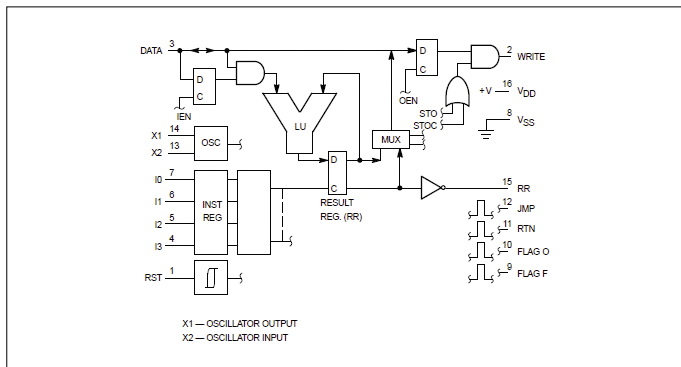 DATA 3
D
C
IEN
LU
D
C
OEN
2 WRITE
+V 16 VDD
STO
STOC
8 VSS
X1 14
X2 13
OSC
MUX
I0 7
I1 6
I2 5
I3 4
INST
REG
D
C
RESULT
REG. (RR)
15 RR
12 JMP
11 RTN
10 FLAG O
9 FLAG F
RST 1
X1 — OSCILLATOR OUTPUT
X2 — OSCILLATOR INPUT